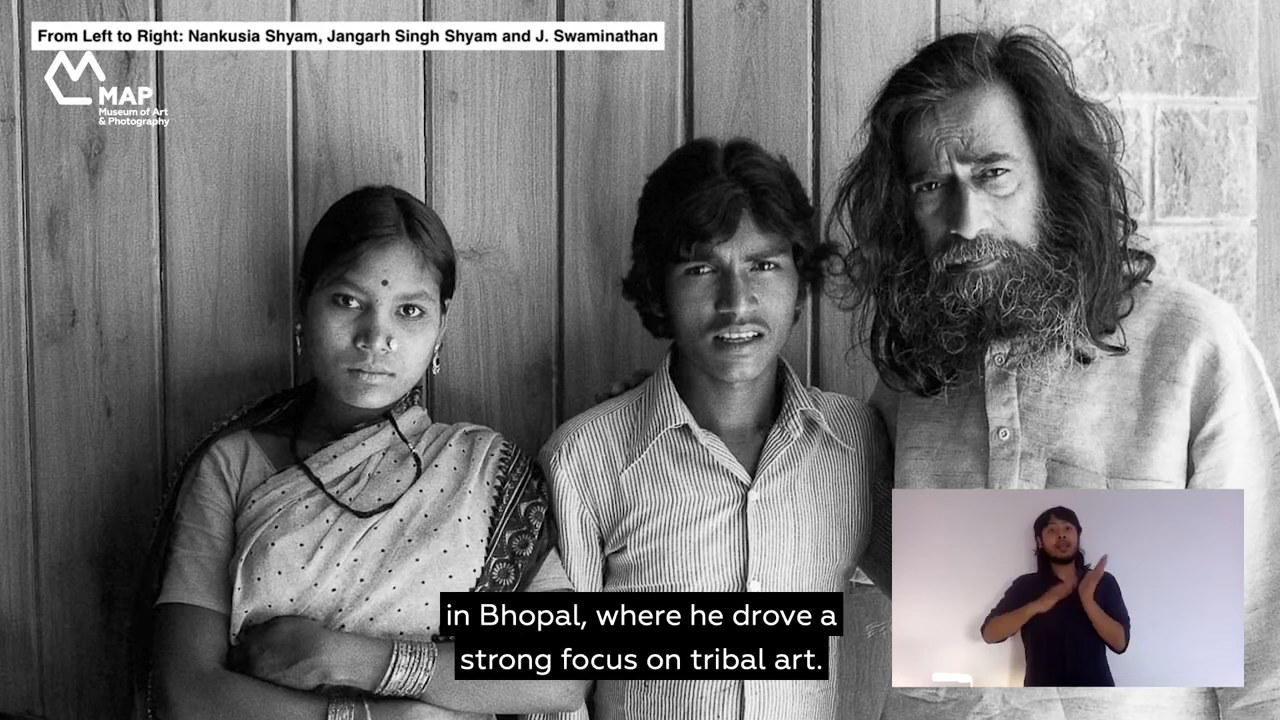 From Left to Right: Nankusia Shyam, Jangarh Singh Shyam and J. Swaminathan
MAP
Museum of Art
& Photography
in Bhopal, where he drove a
strong focus on tribal art.